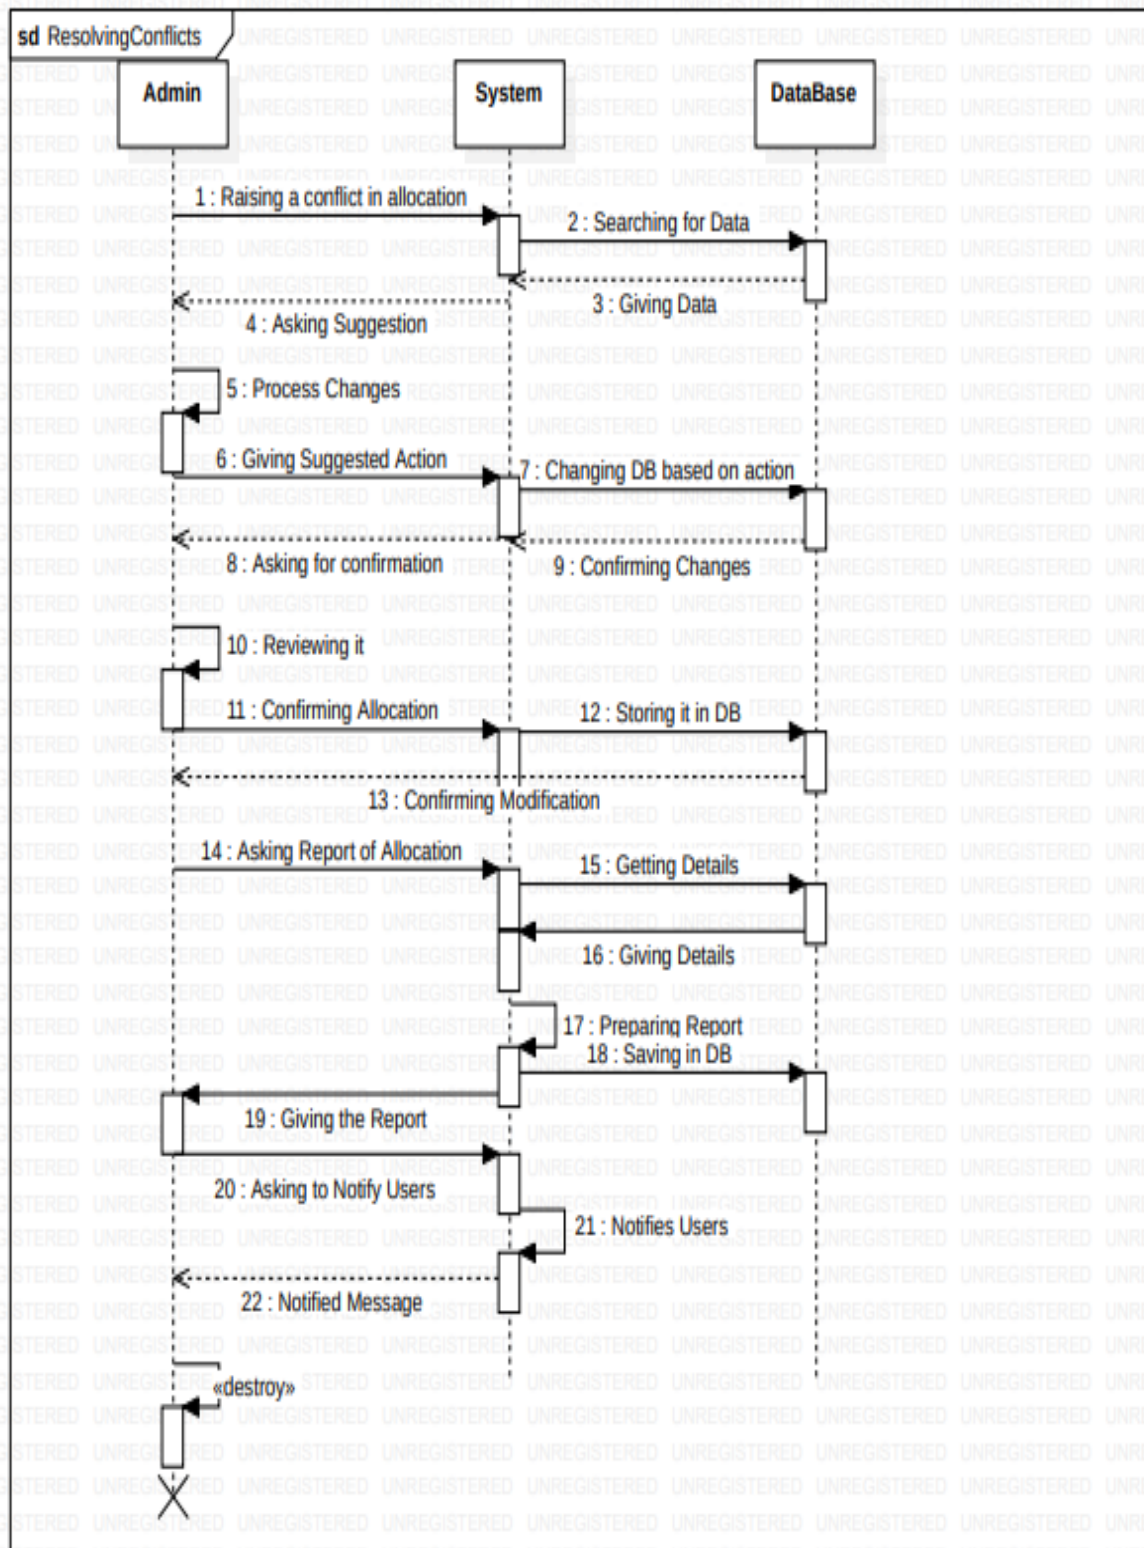 sd ResolvingConflicts
Admin
System
DataBase
1 : Raising a conflict in allocation
2 : Searching for Data
3 : Giving Data
4 : Asking Suggestion
5 : Process Changes
6 : Giving Suggested Action
7 : Changing DB based on action
8 : Asking for confirmation
9 : Confirming Changes
10 : Reviewing it
11 : Confirming Allocation
12 : Storing it in DB
13 : Confirming Modification
14 : Asking Report of Allocation
15 : Getting Details
16 : Giving Details
17 : Preparing Report
18 : Saving in DB
19 : Giving the Report
20 : Asking to Notify Users
21 : Notifies Users
22 : Notified Message
«destroy»
UNREGISTERED